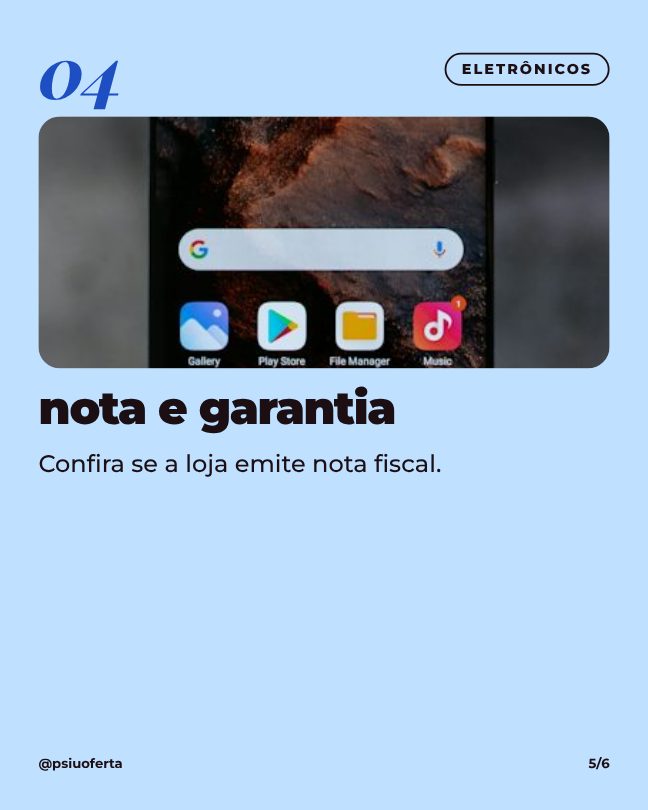 04
ELETRÔNICOS
G
Gallery Play Store File Manager Music
1
nota e garantia
Confira se a loja emite nota fiscal.
@psiuoferta
5/6